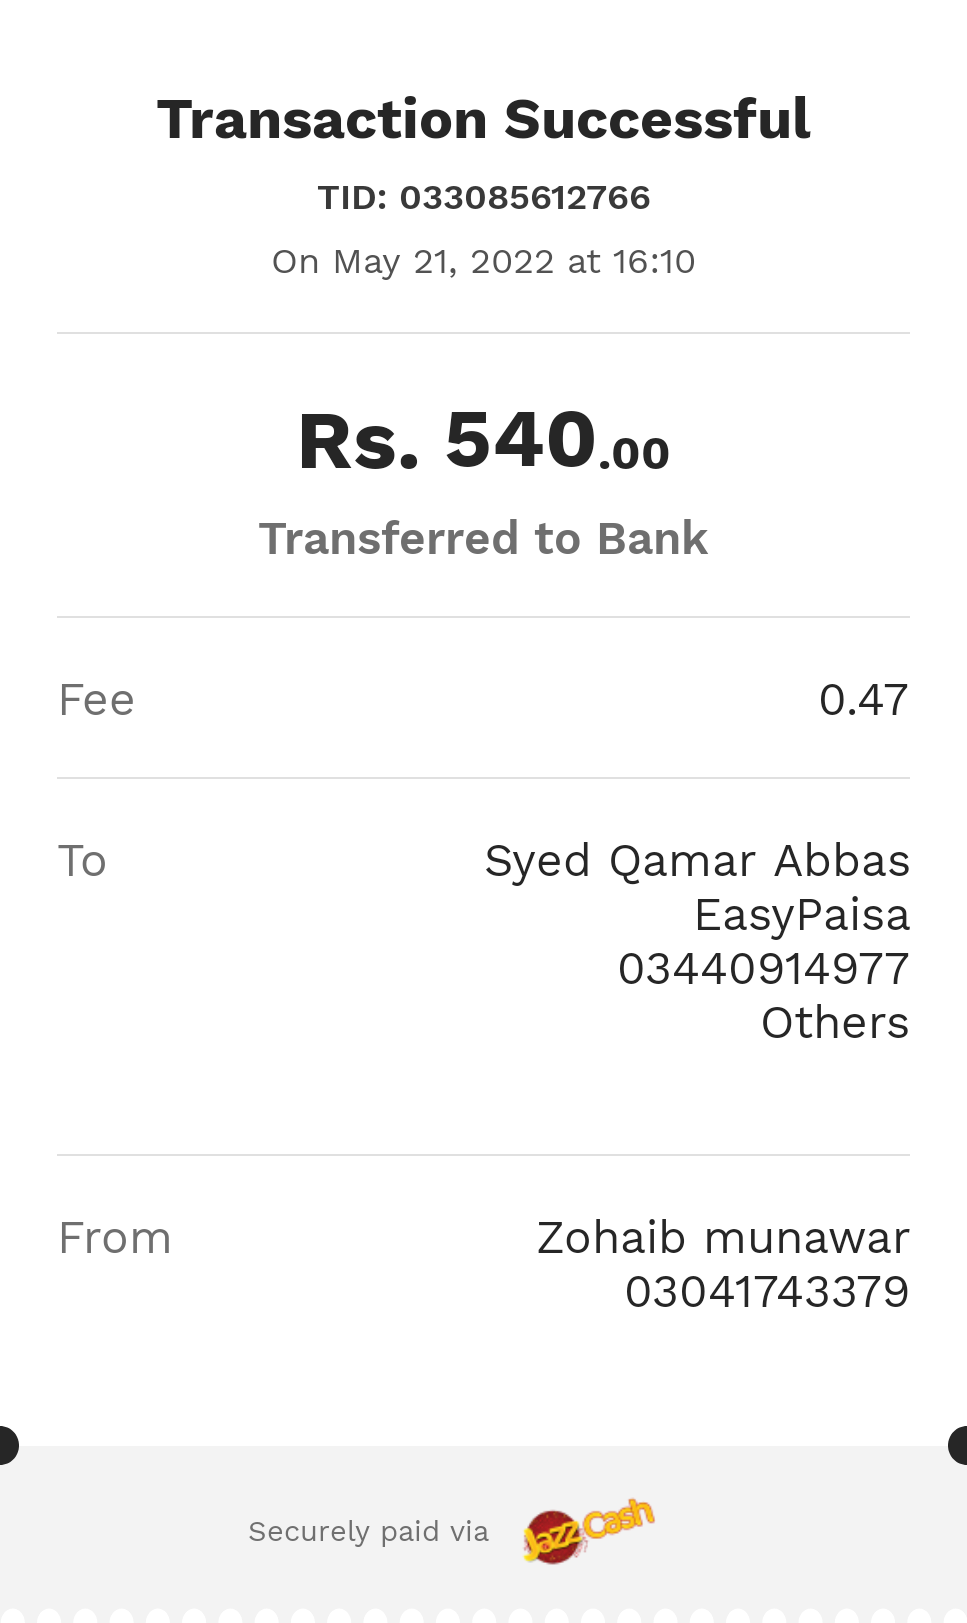 Transaction Successful
TID: 033085612766
On May 21, 2022 at 16:10
Rs. 540.00
Transferred to Bank
Fee 0.47
To Syed Qamar Abbas
EasyPaisa
03440914977
Others
From Zohaib munawar
03041743379
Securely paid via JazzCash